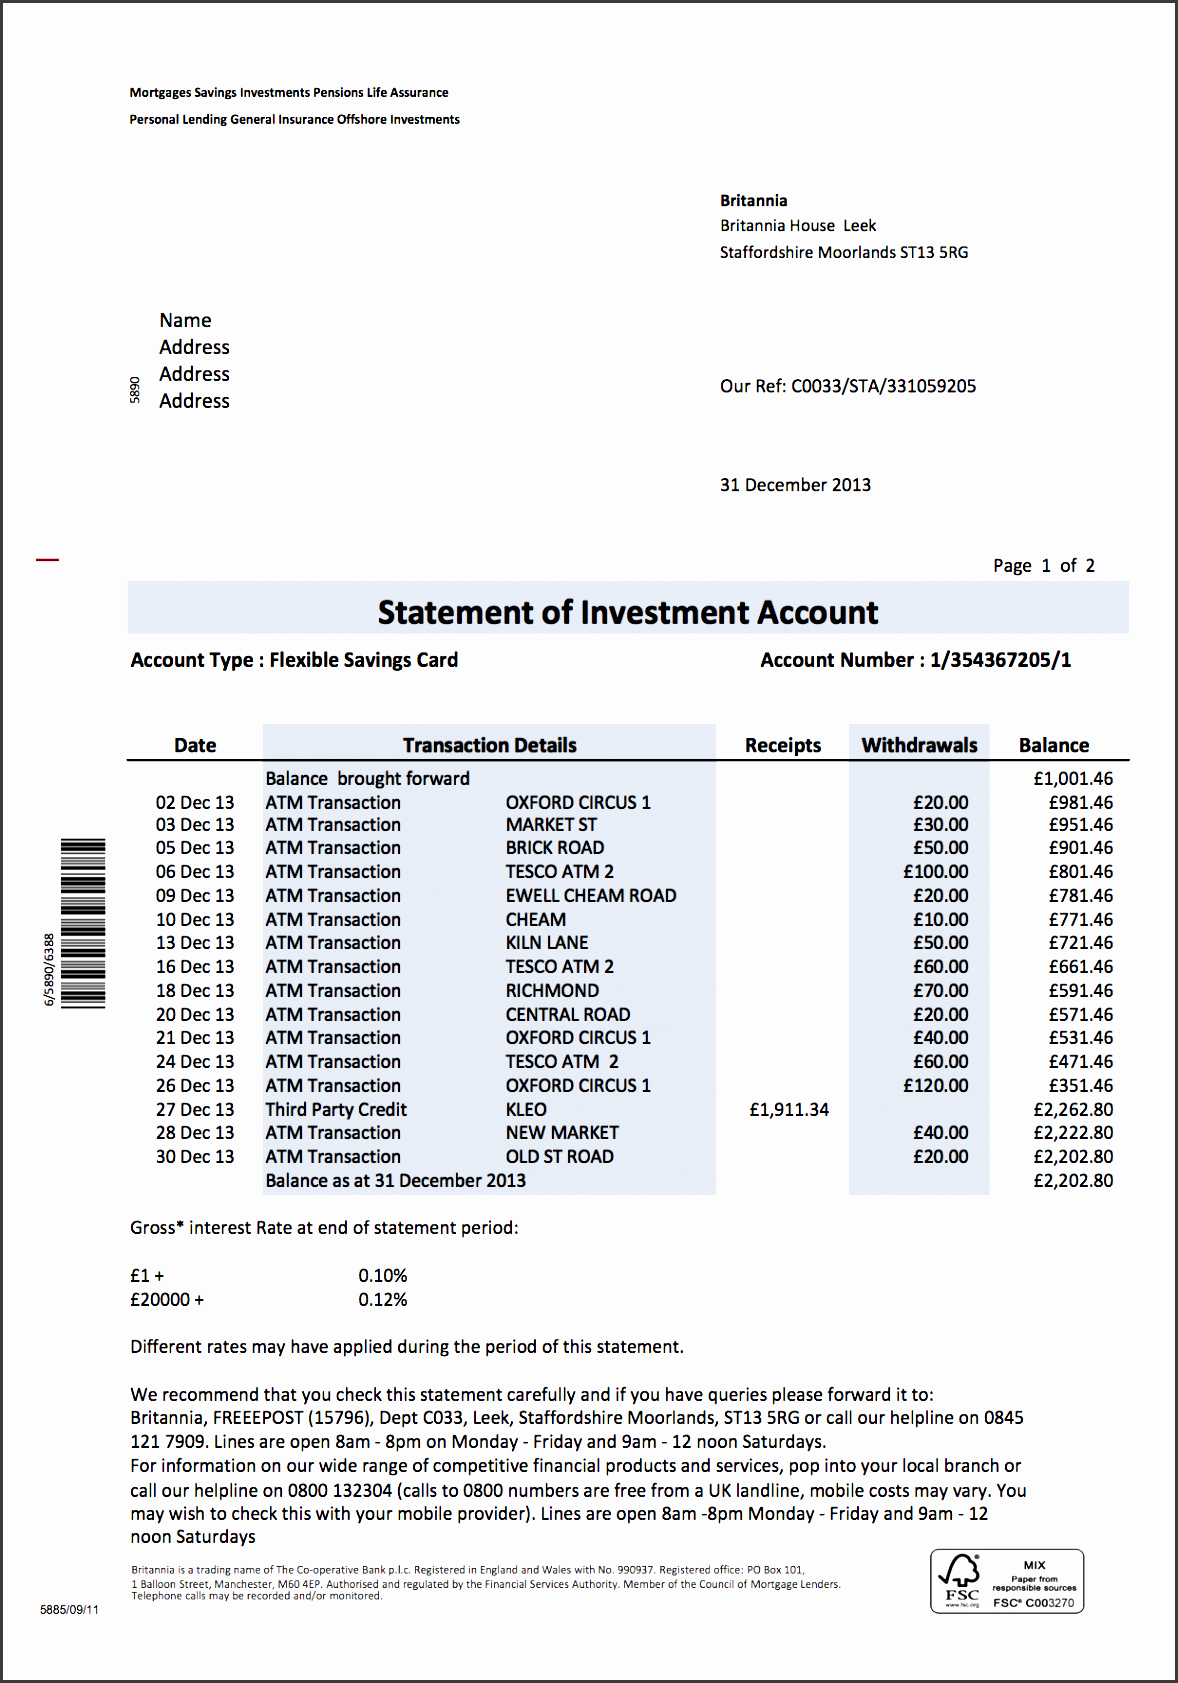 Mortgages Savings Investments Pensions Life Assurance
Personal Lending General Insurance Offshore Investments
Britannia
Britannia House Leek
Staffordshire Moorlands ST13 5RG
Name
Address
Address
Address
5890
Our Ref: C0033/STA/331059205
31 December 2013
Page 1 of 2
Statement of Investment Account
Account Type : Flexible Savings Card Account Number : 1/354367205/1
Date Transaction Details Receipts Withdrawals Balance
Balance brought forward £1,001.46
02 Dec 13 ATM Transaction OXFORD CIRCUS 1 £20.00 £981.46
03 Dec 13 ATM Transaction MARKET ST £30.00 £951.46
05 Dec 13 ATM Transaction BRICK ROAD £50.00 £901.46
06 Dec 13 ATM Transaction TESCO ATM 2 £100.00 £801.46
09 Dec 13 ATM Transaction EWELL CHEAM ROAD £20.00 £781.46
10 Dec 13 ATM Transaction CHEAM £10.00 £771.46
13 Dec 13 ATM Transaction KILN LANE £50.00 £721.46
16 Dec 13 ATM Transaction TESCO ATM 2 £60.00 £661.46
18 Dec 13 ATM Transaction RICHMOND £70.00 £591.46
20 Dec 13 ATM Transaction CENTRAL ROAD £20.00 £571.46
21 Dec 13 ATM Transaction OXFORD CIRCUS 1 £40.00 £531.46
24 Dec 13 ATM Transaction TESCO ATM 2 £60.00 £471.46
26 Dec 13 ATM Transaction OXFORD CIRCUS 1 £120.00 £351.46
27 Dec 13 Third Party Credit KLEO £1,911.34 £2,262.80
28 Dec 13 ATM Transaction NEW MARKET £40.00 £2,222.80
30 Dec 13 ATM Transaction OLD ST ROAD £20.00 £2,202.80
Balance as at 31 December 2013 £2,202.80
6/5890/6388
Gross* interest Rate at end of statement period:
£1 + 0.10%
£20000 + 0.12%
Different rates may have applied during the period of this statement.
We recommend that you check this statement carefully and if you have queries please forward it to:
Britannia, FREEEPOST (15796), Dept C033, Leek, Staffordshire Moorlands, ST13 5RG or call our helpline on 0845
121 7909. Lines are open 8am - 8pm on Monday - Friday and 9am - 12 noon Saturdays.
For information on our wide range of competitive financial products and services, pop into your local branch or
call our helpline on 0800 132304 (calls to 0800 numbers are free from a UK landline, mobile costs may vary. You
may wish to check this with your mobile provider). Lines are open 8am -8pm Monday - Friday and 9am - 12
noon Saturdays
Britannia is a trading name of The Co-operative Bank p.l.c. Registered in England and Wales with No. 990937. Registered office: PO Box 101,
1 Balloon Street, Manchester, M60 4EP. Authorised and regulated by the Financial Services Authority. Member of the Council of Mortgage Lenders.
Telephone calls may be recorded and/or monitored.
5885/09/11
FSC
www.fsc.org
MIX
Paper from
responsible sources
FSC® C003270